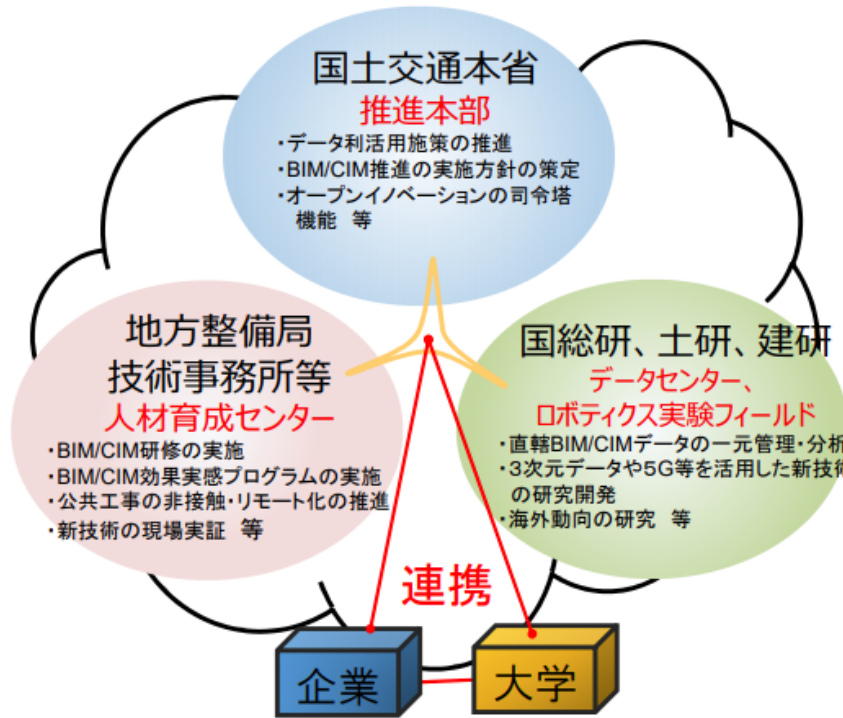 国土交通本省
推進本部
・データ利活用施策の推進
・BIM/CIM推進の実施方針の策定
・オープンイノベーションの司令塔
機能 等
地方整備局
技術事務所等
人材育成センター
・BIM/CIM研修の実施
・BIM/CIM効果実感プログラムの実施
・公共工事の非接触・リモート化の推進
・新技術の現場実証 等
国総研、土研、建研
データセンター、
ロボティクス実験フィールド
・直轄BIM/CIMデータの一元管理・分析
・3次元データや5G等を活用した新技術
の研究開発
・海外動向の研究 等
連携
企業
大学